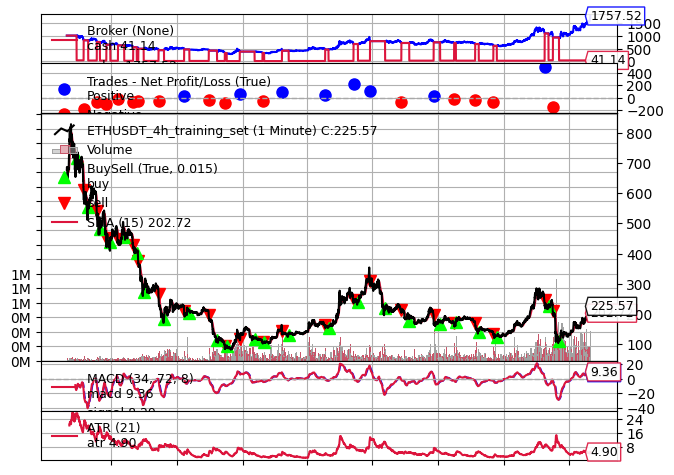 Broker (None)
cash 41.14
1757.52
1500
1000
500
0
41.14
Trades - Net Profit/Loss (True)
Positive
Negative
400
200
0
−200
ETHUSDT_4h_training_set (1 Minute) C:225.57
Volume
BuySell (True, 0.015)
buy
sell
SMA (15) 202.72
800
700
600
500
400
300
225.57
100
1M
1M
1M
0M
0M
0M
0M
MACD (34, 72, 8)
macd 9.36
20
9.36
0
−20
−40
ATR (21)
atr 4.90
24
16
8
4.90